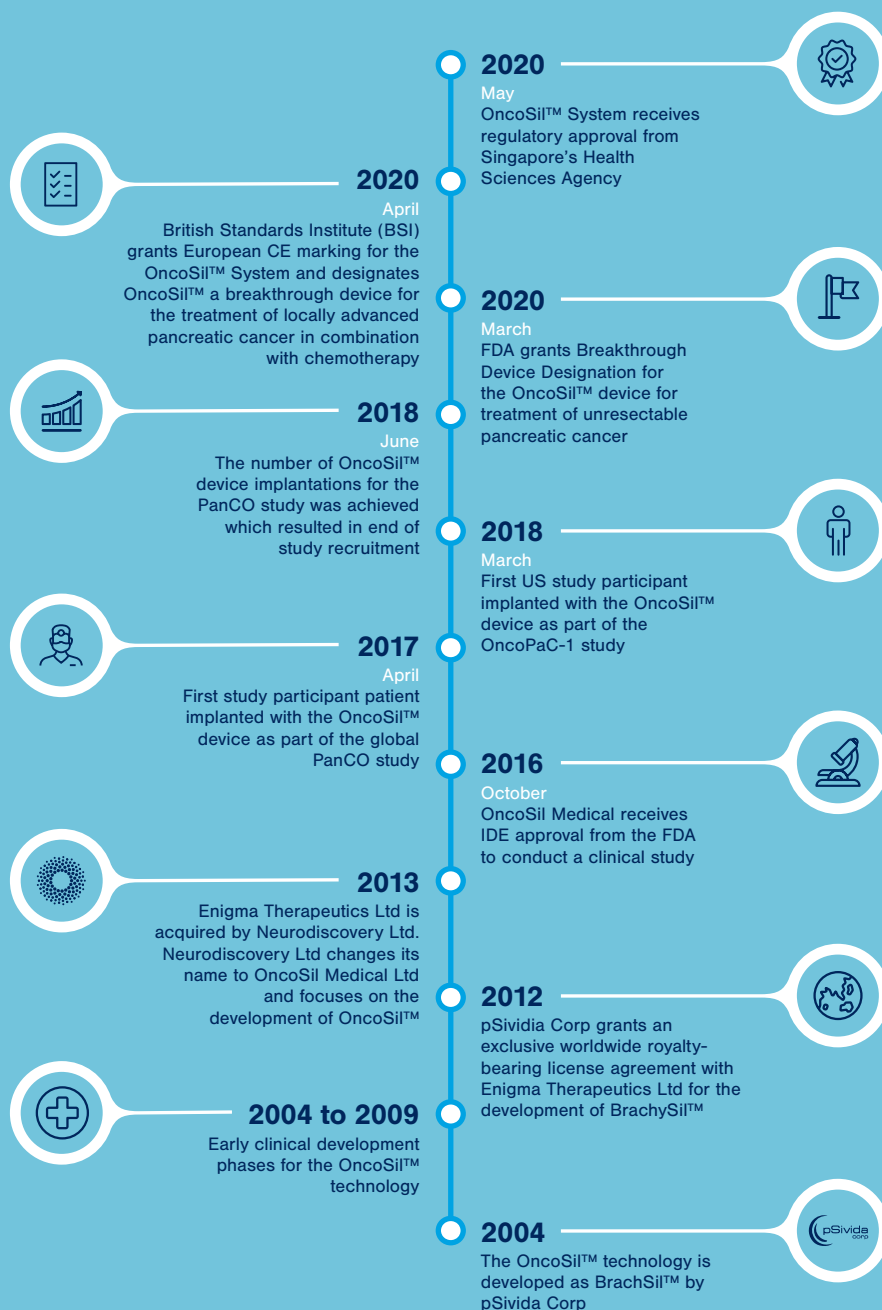 2020
May
OncoSil™ System receives
regulatory approval from
Singapore's Health
Sciences Agency
2020
April
British Standards Institute (BSI)
grants European CE marking for the
OncoSil™ System and designates
OncoSil™ a breakthrough device for
the treatment of locally advanced
pancreatic cancer in combination
with chemotherapy
2020
March
FDA grants Breakthrough
Device Designation for
the OncoSil™ device for
treatment of unresectable
pancreatic cancer
2018
June
The number of OncoSil™
device implantations for the
PanCO study was achieved
which resulted in end of
study recruitment
2018
March
First US study participant
implanted with the OncoSil™
device as part of the
OncoPaC-1 study
2017
April
First study participant patient
implanted with the OncoSil™
device as part of the global
PanCO study
2016
October
OncoSil Medical receives
IDE approval from the FDA
to conduct a clinical study
2013
Enigma Therapeutics Ltd is
acquired by Neurodiscovery Ltd.
Neurodiscovery Ltd changes its
name to OncoSil Medical Ltd
and focuses on the
development of OncoSil™
2012
pSividia Corp grants an
exclusive worldwide royalty-
bearing license agreement with
Enigma Therapeutics Ltd for the
development of BrachySil™
2004 to 2009
Early clinical development
phases for the OncoSil™
technology
2004
The OncoSil™ technology is
developed as BrachSil™ by
pSivida Corp
pSivida
corp